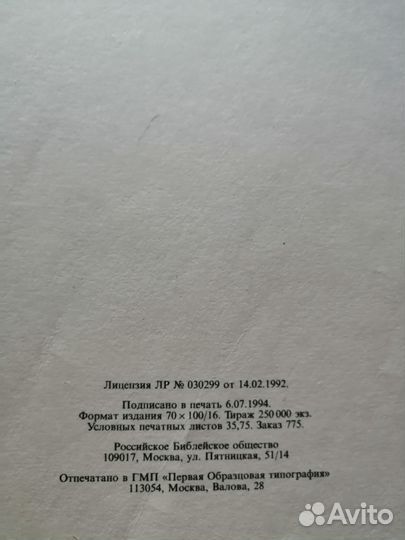 Лицензия ЛР № 030299 от 14.02.1992.
Подписано в печать 6.07.1994.
Формат издания 70 × 100/16. Тираж 250 000 экз.
Условных печатных листов 35,75. Заказ 775.
Российское Библейское общество
109017, Москва, ул. Пятницкая, 51/14
Отпечатано в ГМП «Первая Образцовая типография»
113054, Москва, Валовая, 28
Avito